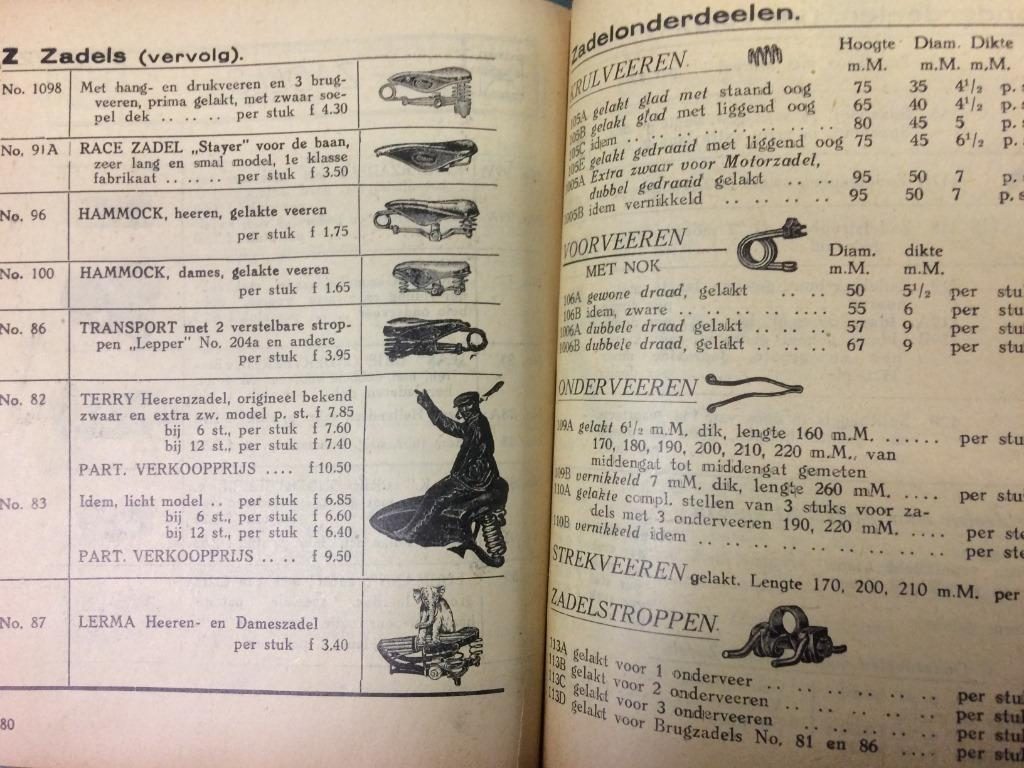 Z Zadels (vervolg).
No. 1098 Met hang- en drukveeren en 3 brug-
veeren, prima gelakt, met zwaar soe-
pel dek .. .. .. per stuk f 4.30
No. 91A RACE ZADEL „Stayer" voor de baan,
zeer lang en smal model, 1e klasse
fabrikaat .. .. .. per stuk f 3.50
No. 96 HAMMOCK, heeren, gelakte veeren
per stuk f 1.75
No. 100 HAMMOCK, dames, gelakte veeren
per stuk f 1.65
No. 86 TRANSPORT met 2 verstelbare strop-
pen „Lepper" No. 204a en andere
per stuk f 3.95
No. 82 TERRY Heerenzadel, origineel bekend
zwaar en extra zw. model p. st. f 7.85
bij 6 st., per stuk f 7.60
bij 12 st., per stuk f 7.40
PART. VERKOOPPRIJS .... f 10.50
No. 83 Idem, licht model .. per stuk f 6.85
bij 6 st., per stuk f 6.60
bij 12 st., per stuk f 6.40
PART. VERKOOPPRIJS .. .. f 9.50
No. 87 LERMA Heeren- en Dameszadel
per stuk f 3.40
80
Zadelonderdeelen.
KRULVEEREN. Hoogte Diam. Dikte
m.M. m.M. m.M.
105A gelakt glad met staand oog 75 35 4½ p. s
105B gelakt glad met liggend oog 65 40 4½ p. s
105C idem .. .. .. .. .. .. .. 80 45 5 p. s
105E gelakt gedraaid met liggend oog 75 45 6½ p. s
1005A Extra zwaar voor Motorzadel,
dubbel gedraaid gelakt .. .. 95 50 7 p. s
1005B idem vernikkeld .. .. .. 95 50 7 p. s
VOORVEEREN
MET NOK
Diam. dikte
m.M. m.M.
106A gewone draad, gelakt .. .. 50 5½ per stu
106B idem, zware .. .. .. .. .. 55 6 per stu
1006A dubbele draad gelakt .. .. 57 9 per stu
1006B dubbele draad, gelakt .. .. 67 9 per stu
ONDERVEEREN
109A gelakt 6½ m.M. dik, lengte 160 m.M. ...... per stu
170, 180, 190, 200, 210, 220 m.M., van
middengat tot middengat gemeten
109B vernikkeld 7 mM. dik, lengte 260 mM. .... per stu
110A gelakte compl. stellen van 3 stuks voor za-
dels met 3 onderveeren 190, 220 mM. .... per ste
110B vernikkeld idem .. .. .. .. .. .. .. per ste
STREKVEEREN gelakt. Lengte 170, 200, 210 m.M. per
ZADELSTROPPEN.
113A gelakt voor 1 onderveer .. .. .. .. .. per stu
113B gelakt voor 2 onderveeren .. .. .. .. per stu
113C gelakt voor 3 onderveeren .. .. .. .. per stu
113D gelakt voor Brugzadels No. 81 en 86 .... per stu